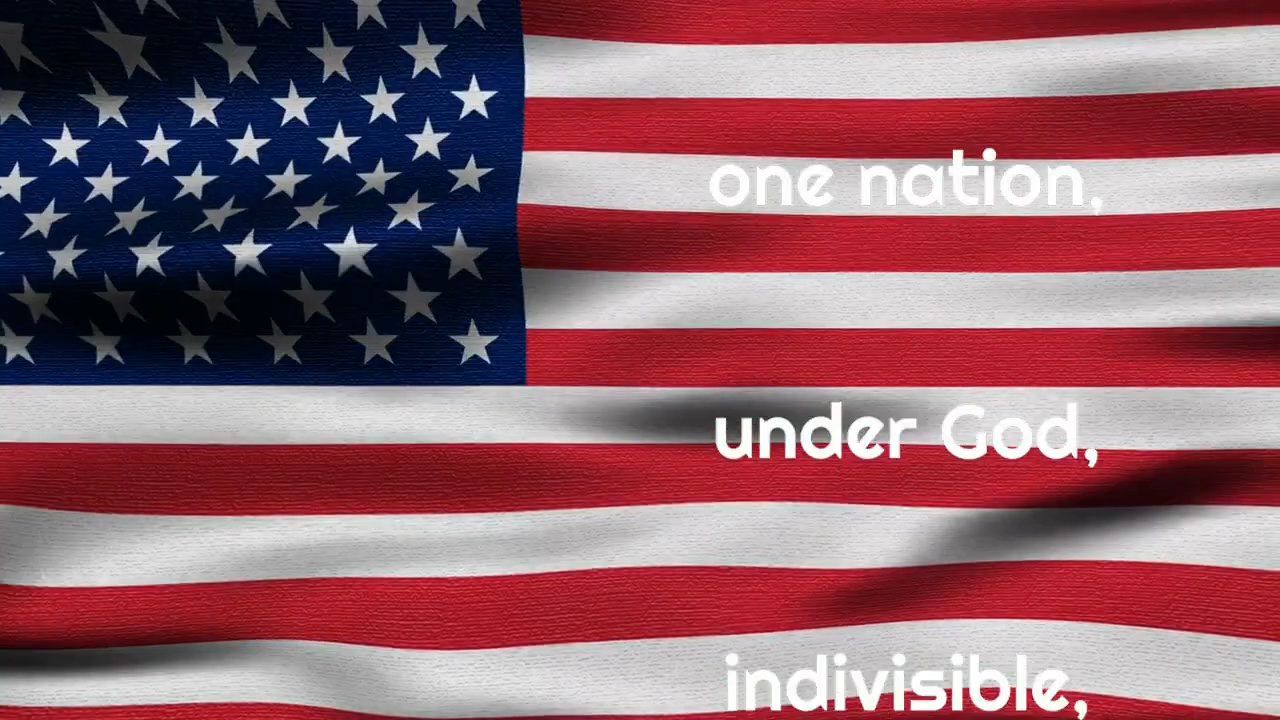 one nation,
under God,
indivisible,